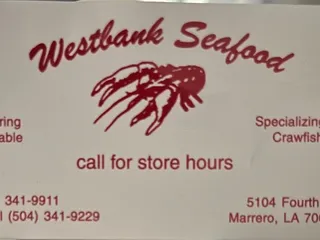 Westbank Seafood
ring
able
Specializing
Crawfish
call for store hours
341-9911
(504) 341-9229
5104 Fourth
Marrero, LA 700